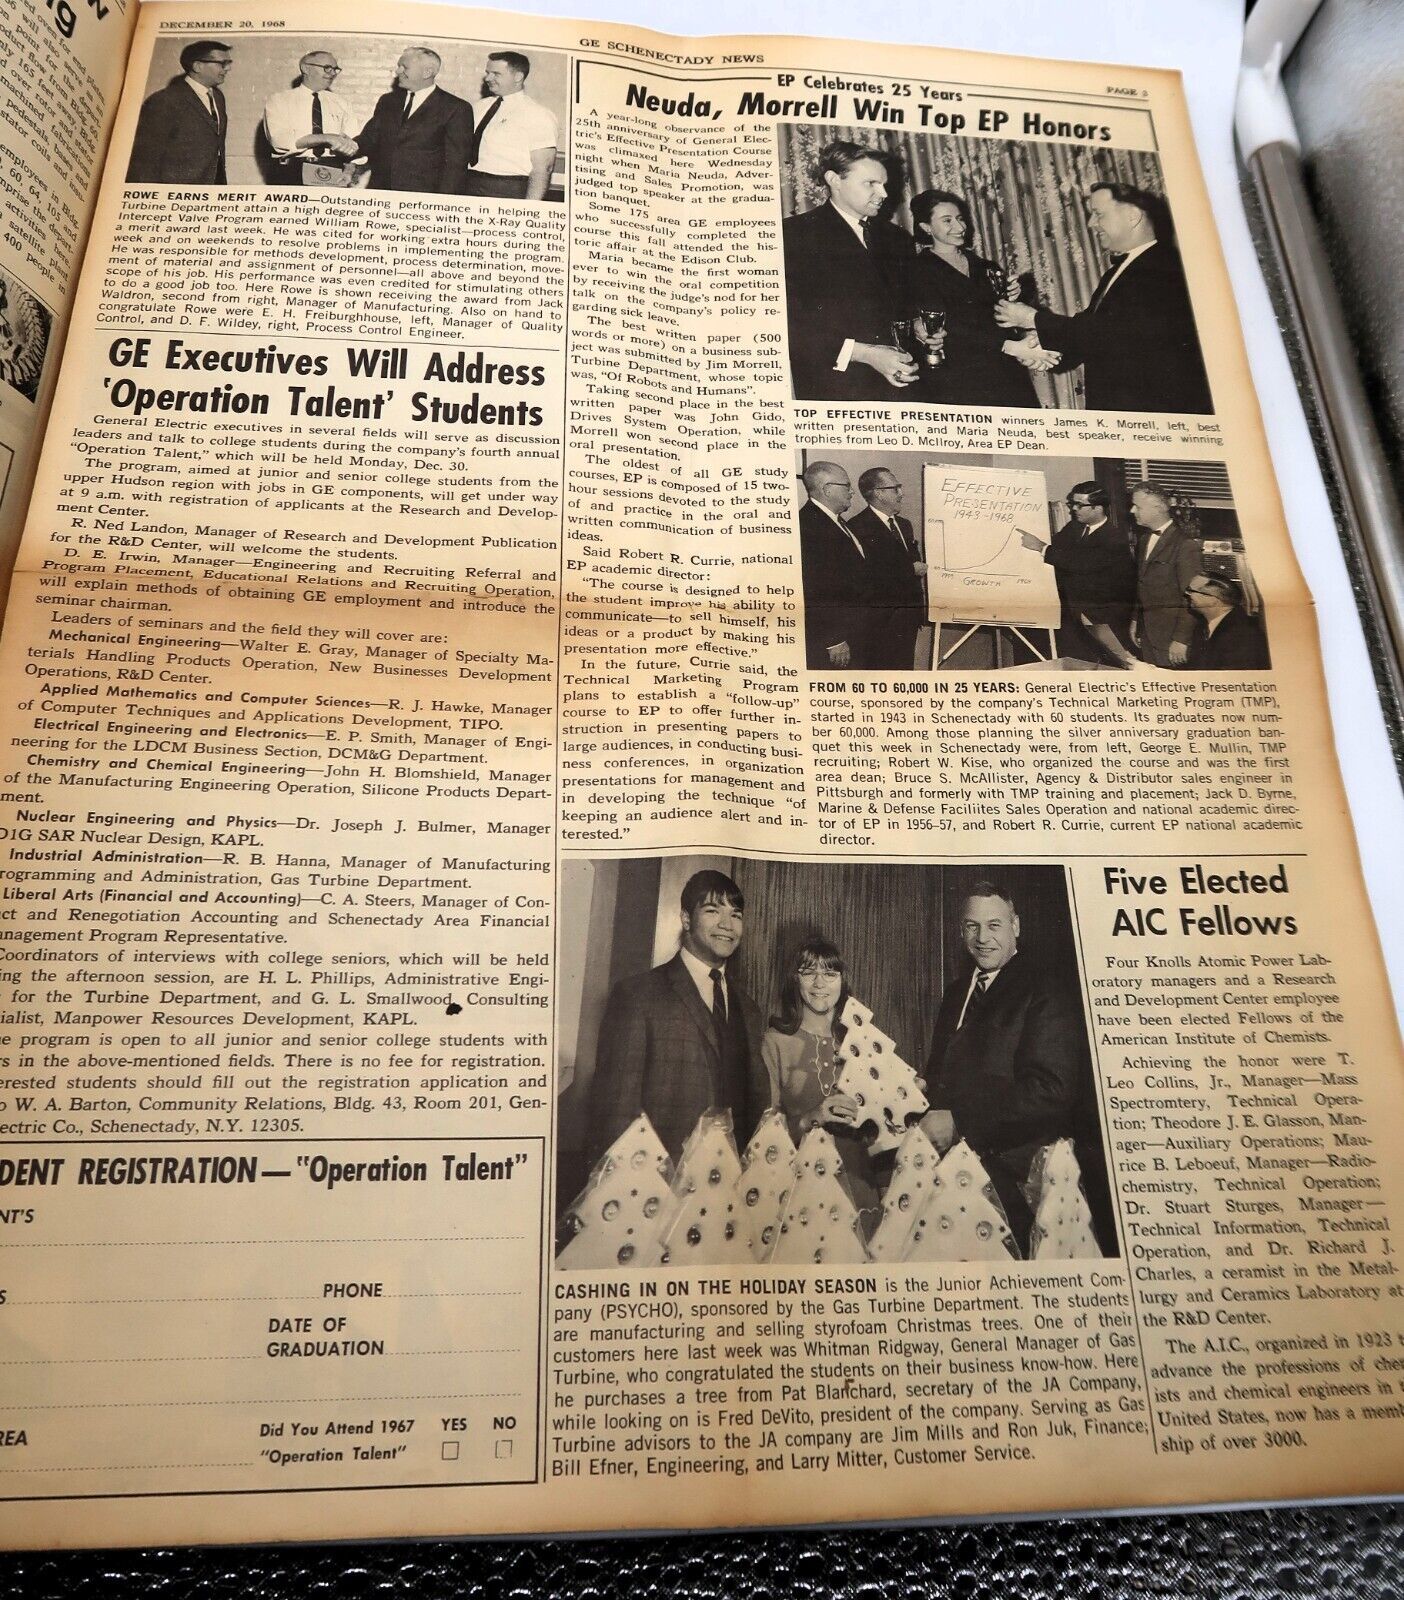 DECEMBER 20, 1968
GE SCHENECTADY NEWS
PAGE 3
ROWE EARNS MERIT AWARD—Outstanding performance in helping the
Turbine Department attain a high degree of success with the X-Ray Quality
Intercept Valve Program earned William Rowe, specialist—process control,
a merit award last week. He was cited for working extra hours during the
week and on weekends to resolve problems in implementing the program.
He was responsible for methods development, process determination, move-
ment of material and assignment of personnel—all above and beyond the
scope of his job. His performance was even credited for stimulating others
to do a good job too. Here Rowe is shown receiving the award from Jack
Waldron, second from right, Manager of Manufacturing. Also on hand to
congratulate Rowe were E. H. Freiburghhouse, left, Manager of Quality
Control, and D. F. Wildey, right, Process Control Engineer.
GE Executives Will Address
'Operation Talent' Students
General Electric executives in several fields will serve as discussion
leaders and talk to college students during the company's fourth annual
"Operation Talent," which will be held Monday, Dec. 30.
The program, aimed at junior and senior college students from the
upper Hudson region with jobs in GE components, will get under way
at 9 a.m. with registration of applicants at the Research and Develop-
ment Center.
R. Ned Landon, Manager of Research and Development Publication
for the R&D Center, will welcome the students.
D. E. Irwin, Manager—Engineering and Recruiting Referral and
Program Placement, Educational Relations and Recruiting Operation,
will explain methods of obtaining GE employment and introduce the
seminar chairman.
Leaders of seminars and the field they will cover are:
Mechanical Engineering—Walter E. Gray, Manager of Specialty Ma-
terials Handling Products Operation, New Businesses Development
Operations, R&D Center.
Applied Mathematics and Computer Sciences—R. J. Hawke, Manager
of Computer Techniques and Applications Development, TIPO.
Electrical Engineering and Electronics—E. P. Smith, Manager of Engi-
neering for the LDCM Business Section, DCM&G Department.
Chemistry and Chemical Engineering—John H. Blomshield, Manager
of the Manufacturing Engineering Operation, Silicone Products Depart-
ment.
Nuclear Engineering and Physics—Dr. Joseph J. Bulmer, Manager
D1G SAR Nuclear Design, KAPL.
Industrial Administration—R. B. Hanna, Manager of Manufacturing
rogramming and Administration, Gas Turbine Department.
Liberal Arts (Financial and Accounting)—C. A. Steers, Manager of Con-
ct and Renegotiation Accounting and Schenectady Area Financial
anagement Program Representative.
Coordinators of interviews with college seniors, which will be held
ing the afternoon session, are H. L. Phillips, Administrative Engi-
for the Turbine Department, and G. L. Smallwood, Consulting
ialist, Manpower Resources Development, KAPL.
e program is open to all junior and senior college students with
rs in the above-mentioned fields. There is no fee for registration.
erested students should fill out the registration application and
o W. A. Barton, Community Relations, Bldg. 43, Room 201, Gen-
ectric Co., Schenectady, N.Y. 12305.
DENT REGISTRATION—"Operation Talent"
NT'S
S PHONE
DATE OF
GRADUATION
REA
Did You Attend 1967 YES NO
"Operation Talent"
EP Celebrates 25 Years
Neuda, Morrell Win Top EP Honors
A year-long observance of the
25th anniversary of General Elec-
tric's Effective Presentation Course
was climaxed here Wednesday
night when Maria Neuda, Adver-
tising and Sales Promotion, was
judged top speaker at the gradua-
tion banquet.
Some 175 area GE employees
who successfully completed the
course this fall attended the his-
toric affair at the Edison Club.
Maria became the first woman
ever to win the oral competition
by receiving the judge's nod for her
talk on the company's policy re-
garding sick leave.
The best written paper (500
words or more) on a business sub-
ject was submitted by Jim Morrell,
Turbine Department, whose topic
was, "Of Robots and Humans".
Taking second place in the best
written paper was John Gido,
Drives System Operation, while
Morrell won second place in the
oral presentation.
The oldest of all GE study
courses, EP is composed of 15 two-
hour sessions devoted to the study
of and practice in the oral and
written communication of business
ideas.
Said Robert R. Currie, national
EP academic director:
"The course is designed to help
the student improve his ability to
communicate—to sell himself, his
ideas or a product by making his
presentation more effective."
In the future, Currie said, the
Technical Marketing Program
plans to establish a "follow-up"
course to EP to offer further in-
struction in presenting papers to
large audiences, in conducting busi-
ness conferences, in organization
presentations for management and
in developing the technique "of
keeping an audience alert and in-
terested."
TOP EFFECTIVE PRESENTATION winners James K. Morrell, left, best
written presentation, and Maria Neuda, best speaker, receive winning
trophies from Leo D. McIlroy, Area EP Dean.
EFFECTIVE
PRESENTATION
1943-1968
GROWTH
FROM 60 TO 60,000 IN 25 YEARS: General Electric's Effective Presentation
course, sponsored by the company's Technical Marketing Program (TMP),
started in 1943 in Schenectady with 60 students. Its graduates now num-
ber 60,000. Among those planning the silver anniversary graduation ban-
quet this week in Schenectady were, from left, George E. Mullin, TMP
recruiting; Robert W. Kise, who organized the course and was the first
area dean; Bruce S. McAllister, Agency & Distributor sales engineer in
Pittsburgh and formerly with TMP training and placement; Jack D. Byrne,
Marine & Defense Faciliites Sales Operation and national academic direc-
tor of EP in 1956-57, and Robert R. Currie, current EP national academic
director.
CASHING IN ON THE HOLIDAY SEASON is the Junior Achievement Com-
pany (PSYCHO), sponsored by the Gas Turbine Department. The students
are manufacturing and selling styrofoam Christmas trees. One of their
customers here last week was Whitman Ridgway, General Manager of Gas
Turbine, who congratulated the students on their business know-how. Here
he purchases a tree from Pat Blanchard, secretary of the JA Company,
while looking on is Fred DeVito, president of the company. Serving as Gas
Turbine advisors to the JA company are Jim Mills and Ron Juk, Finance;
Bill Efner, Engineering, and Larry Mitter, Customer Service.
Five Elected
AIC Fellows
Four Knolls Atomic Power Lab-
oratory managers and a Research
and Development Center employee
have been elected Fellows of the
American Institute of Chemists.
Achieving the honor were T.
Leo Collins, Jr., Manager—Mass
Spectromtery, Technical Opera-
tion; Theodore J. E. Glasson, Man-
ager—Auxiliary Operations; Mau-
rice B. Leboeuf, Manager—Radio-
chemistry, Technical Operation;
Dr. Stuart Sturges, Manager—
Technical Information, Technical
Operation, and Dr. Richard J.
Charles, a ceramist in the Metal-
lurgy and Ceramics Laboratory at
the R&D Center.
The A.I.C., organized in 1923 t
advance the professions of chem
ists and chemical engineers in t
United States, now has a memb
ship of over 3000.